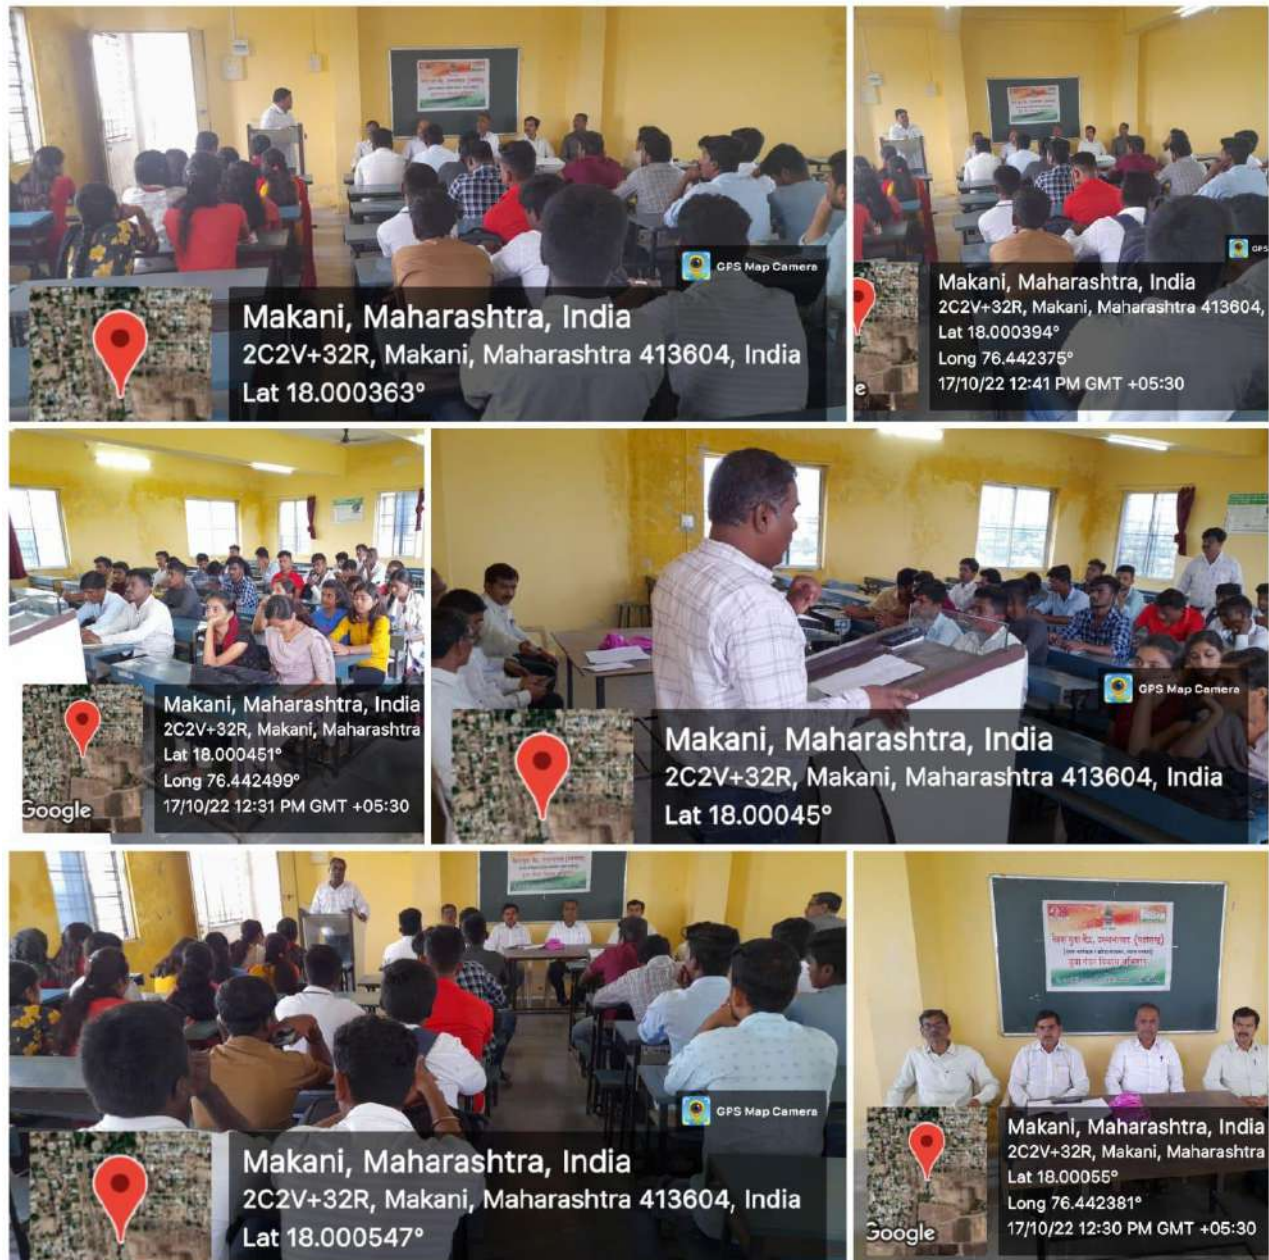 GPS Map Camera
Makani, Maharashtra, India
2C2V+32R, Makani, Maharashtra 413604, India
Lat 18.000363°
GPS
Makani, Maharashtra, India
2C2V+32R, Makani, Maharashtra 413604,
Lat 18.000394°
Long 76.442375°
17/10/22 12:41 PM GMT +05:30
Makani, Maharashtra, India
2C2V+32R, Makani, Maharashtra
Lat 18.000451°
Long 76.442499°
17/10/22 12:31 PM GMT +05:30
Google
GPS Map Camera
Makani, Maharashtra, India
2C2V+32R, Makani, Maharashtra 413604, India
Lat 18.00045°
GPS Map Camera
Makani, Maharashtra, India
2C2V+32R, Makani, Maharashtra 413604, India
Lat 18.000547°
नेहरू युवा केंद्र, उस्मानाबाद (महाराष्ट्र)
Makani, Maharashtra, India
2C2V+32R, Makani, Maharashtra
Lat 18.00055°
Long 76.442381°
17/10/22 12:30 PM GMT +05:30
Google